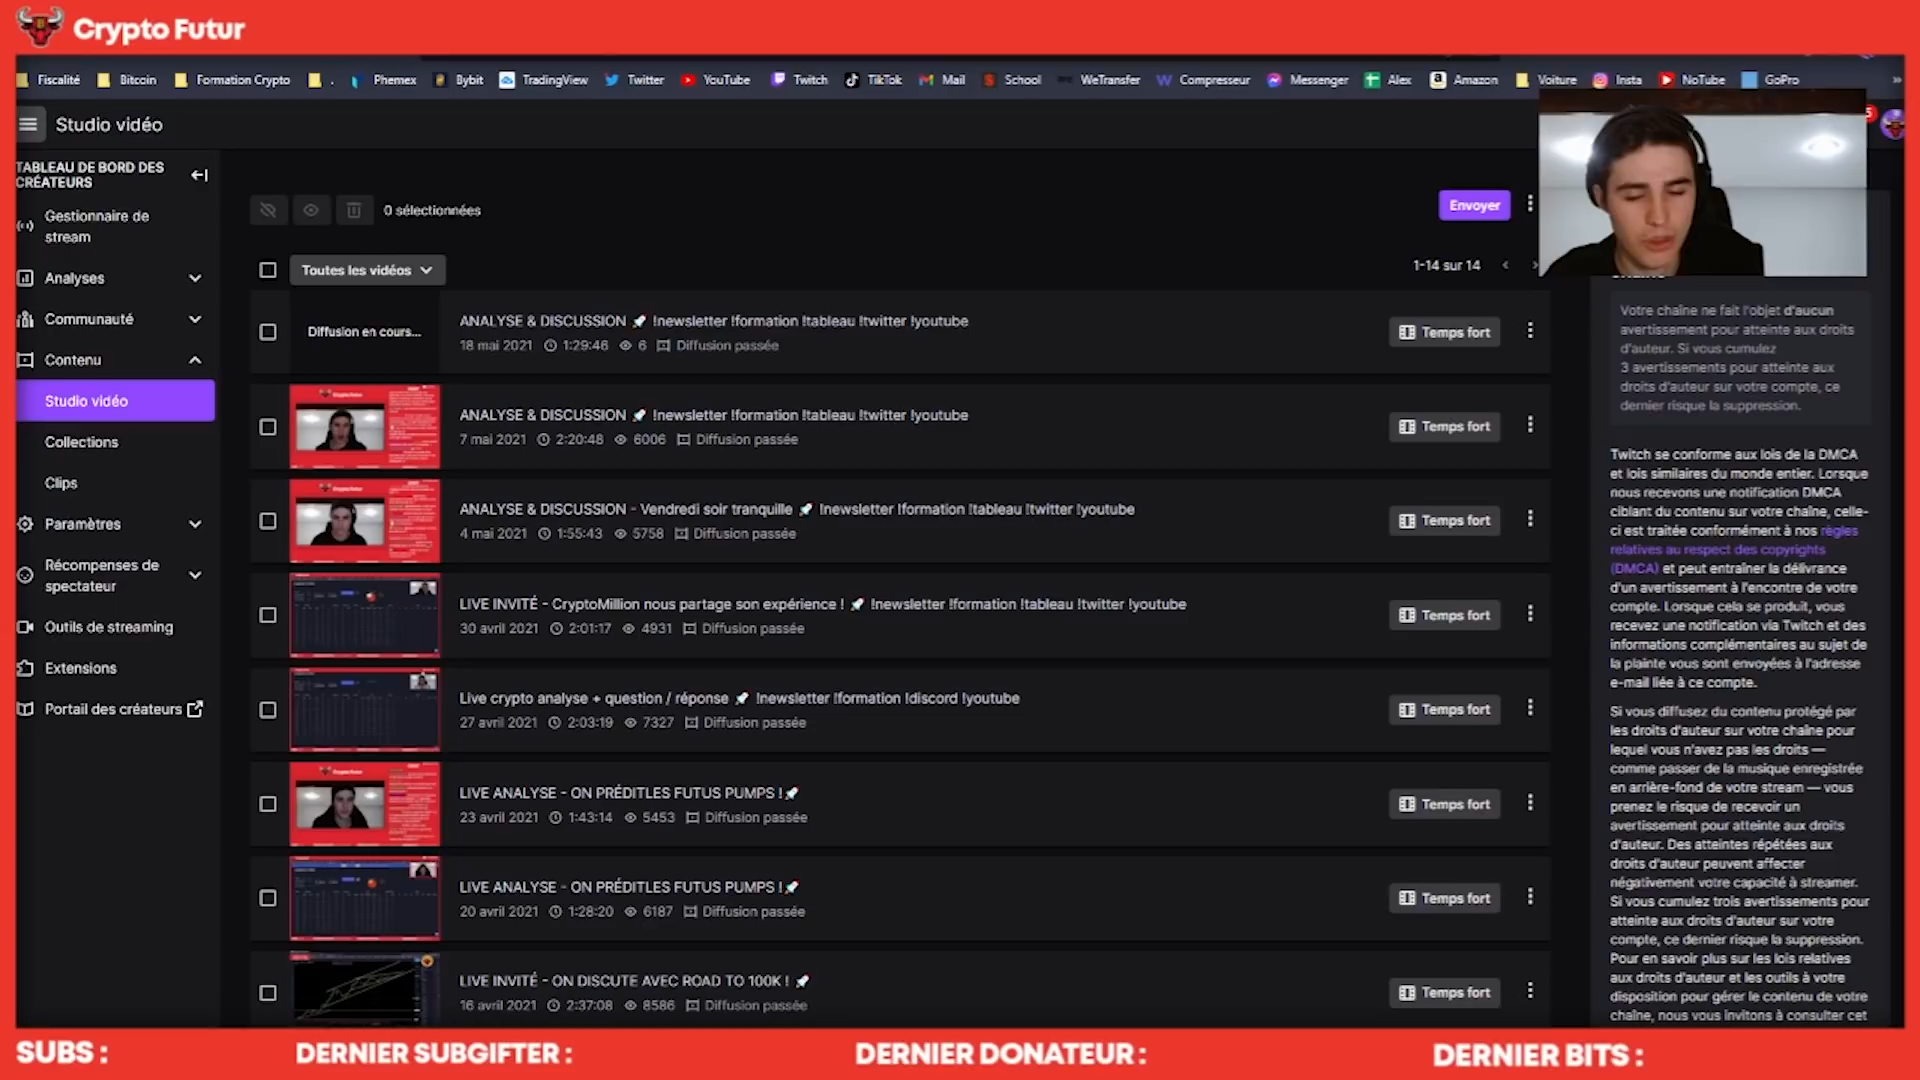 Crypto Futur
Fiscalité Bitcoin Formation Crypto . Phemex Bybit TradingView Twitter YouTube Twitch TikTok Mail School WeTransfer Compresseur Messenger Alex Amazon Voiture Insta NoTube GoPro »
Studio vidéo
5
TABLEAU DE BORD DES
CRÉATEURS
Gestionnaire de
stream
Analyses
Communauté
Contenu
Studio vidéo
Collections
Clips
Paramètres
Récompenses de
spectateur
Outils de streaming
Extensions
Portail des créateurs
0 sélectionnées
Envoyer
Toutes les vidéos
1-14 sur 14
Diffusion en cours...
ANALYSE & DISCUSSION 🚀 !newsletter !formation !tableau !twitter !youtube
18 mai 2021 1:29:46 6 Diffusion passée
Temps fort
ANALYSE & DISCUSSION 🚀 !newsletter !formation !tableau !twitter !youtube
7 mai 2021 2:20:48 6006 Diffusion passée
Temps fort
ANALYSE & DISCUSSION - Vendredi soir tranquille 🚀 !newsletter !formation !tableau !twitter !youtube
4 mai 2021 1:55:43 5758 Diffusion passée
Temps fort
LIVE INVITÉ - CryptoMillion nous partage son expérience ! 🚀 !newsletter !formation !tableau !twitter !youtube
30 avril 2021 2:01:17 4931 Diffusion passée
Temps fort
Live crypto analyse + question / réponse 🚀 !newsletter !formation !discord !youtube
27 avril 2021 2:03:19 7327 Diffusion passée
Temps fort
LIVE ANALYSE - ON PRÉDITLES FUTUS PUMPS !🚀
23 avril 2021 1:43:14 5453 Diffusion passée
Temps fort
LIVE ANALYSE - ON PRÉDITLES FUTUS PUMPS !🚀
20 avril 2021 1:28:20 6187 Diffusion passée
Temps fort
LIVE INVITÉ - ON DISCUTE AVEC ROAD TO 100K ! 🚀
16 avril 2021 2:37:08 8586 Diffusion passée
Temps fort
Votre chaîne ne fait l'objet d'aucun
avertissement pour atteinte aux droits
d'auteur. Si vous cumulez
3 avertissements pour atteinte aux
droits d'auteur sur votre compte, ce
dernier risque la suppression.
Twitch se conforme aux lois de la DMCA
et lois similaires du monde entier. Lorsque
nous recevons une notification DMCA
ciblant du contenu sur votre chaîne, celle-
ci est traitée conformément à nos règles
relatives au respect des copyrights
(DMCA) et peut entraîner la délivrance
d'un avertissement à l'encontre de votre
compte. Lorsque cela se produit, vous
recevez une notification via Twitch et des
informations complémentaires au sujet de
la plainte vous sont envoyées à l'adresse
e-mail liée à ce compte.
Si vous diffusez du contenu protégé par
les droits d'auteur sur votre chaîne pour
lequel vous n'avez pas les droits —
comme passer de la musique enregistrée
en arrière-fond de votre stream — vous
prenez le risque de recevoir un
avertissement pour atteinte aux droits
d'auteur. Des atteintes répétées aux
droits d'auteur peuvent affecter
négativement votre capacité à streamer.
Si vous cumulez trois avertissements pour
atteinte aux droits d'auteur sur votre
compte, ce dernier risque la suppression.
Pour en savoir plus sur les lois relatives
aux droits d'auteur et les outils à votre
disposition pour gérer le contenu de votre
chaîne, nous vous invitons à consulter cet
SUBS :
DERNIER SUBGIFTER :
DERNIER DONATEUR :
DERNIER BITS :